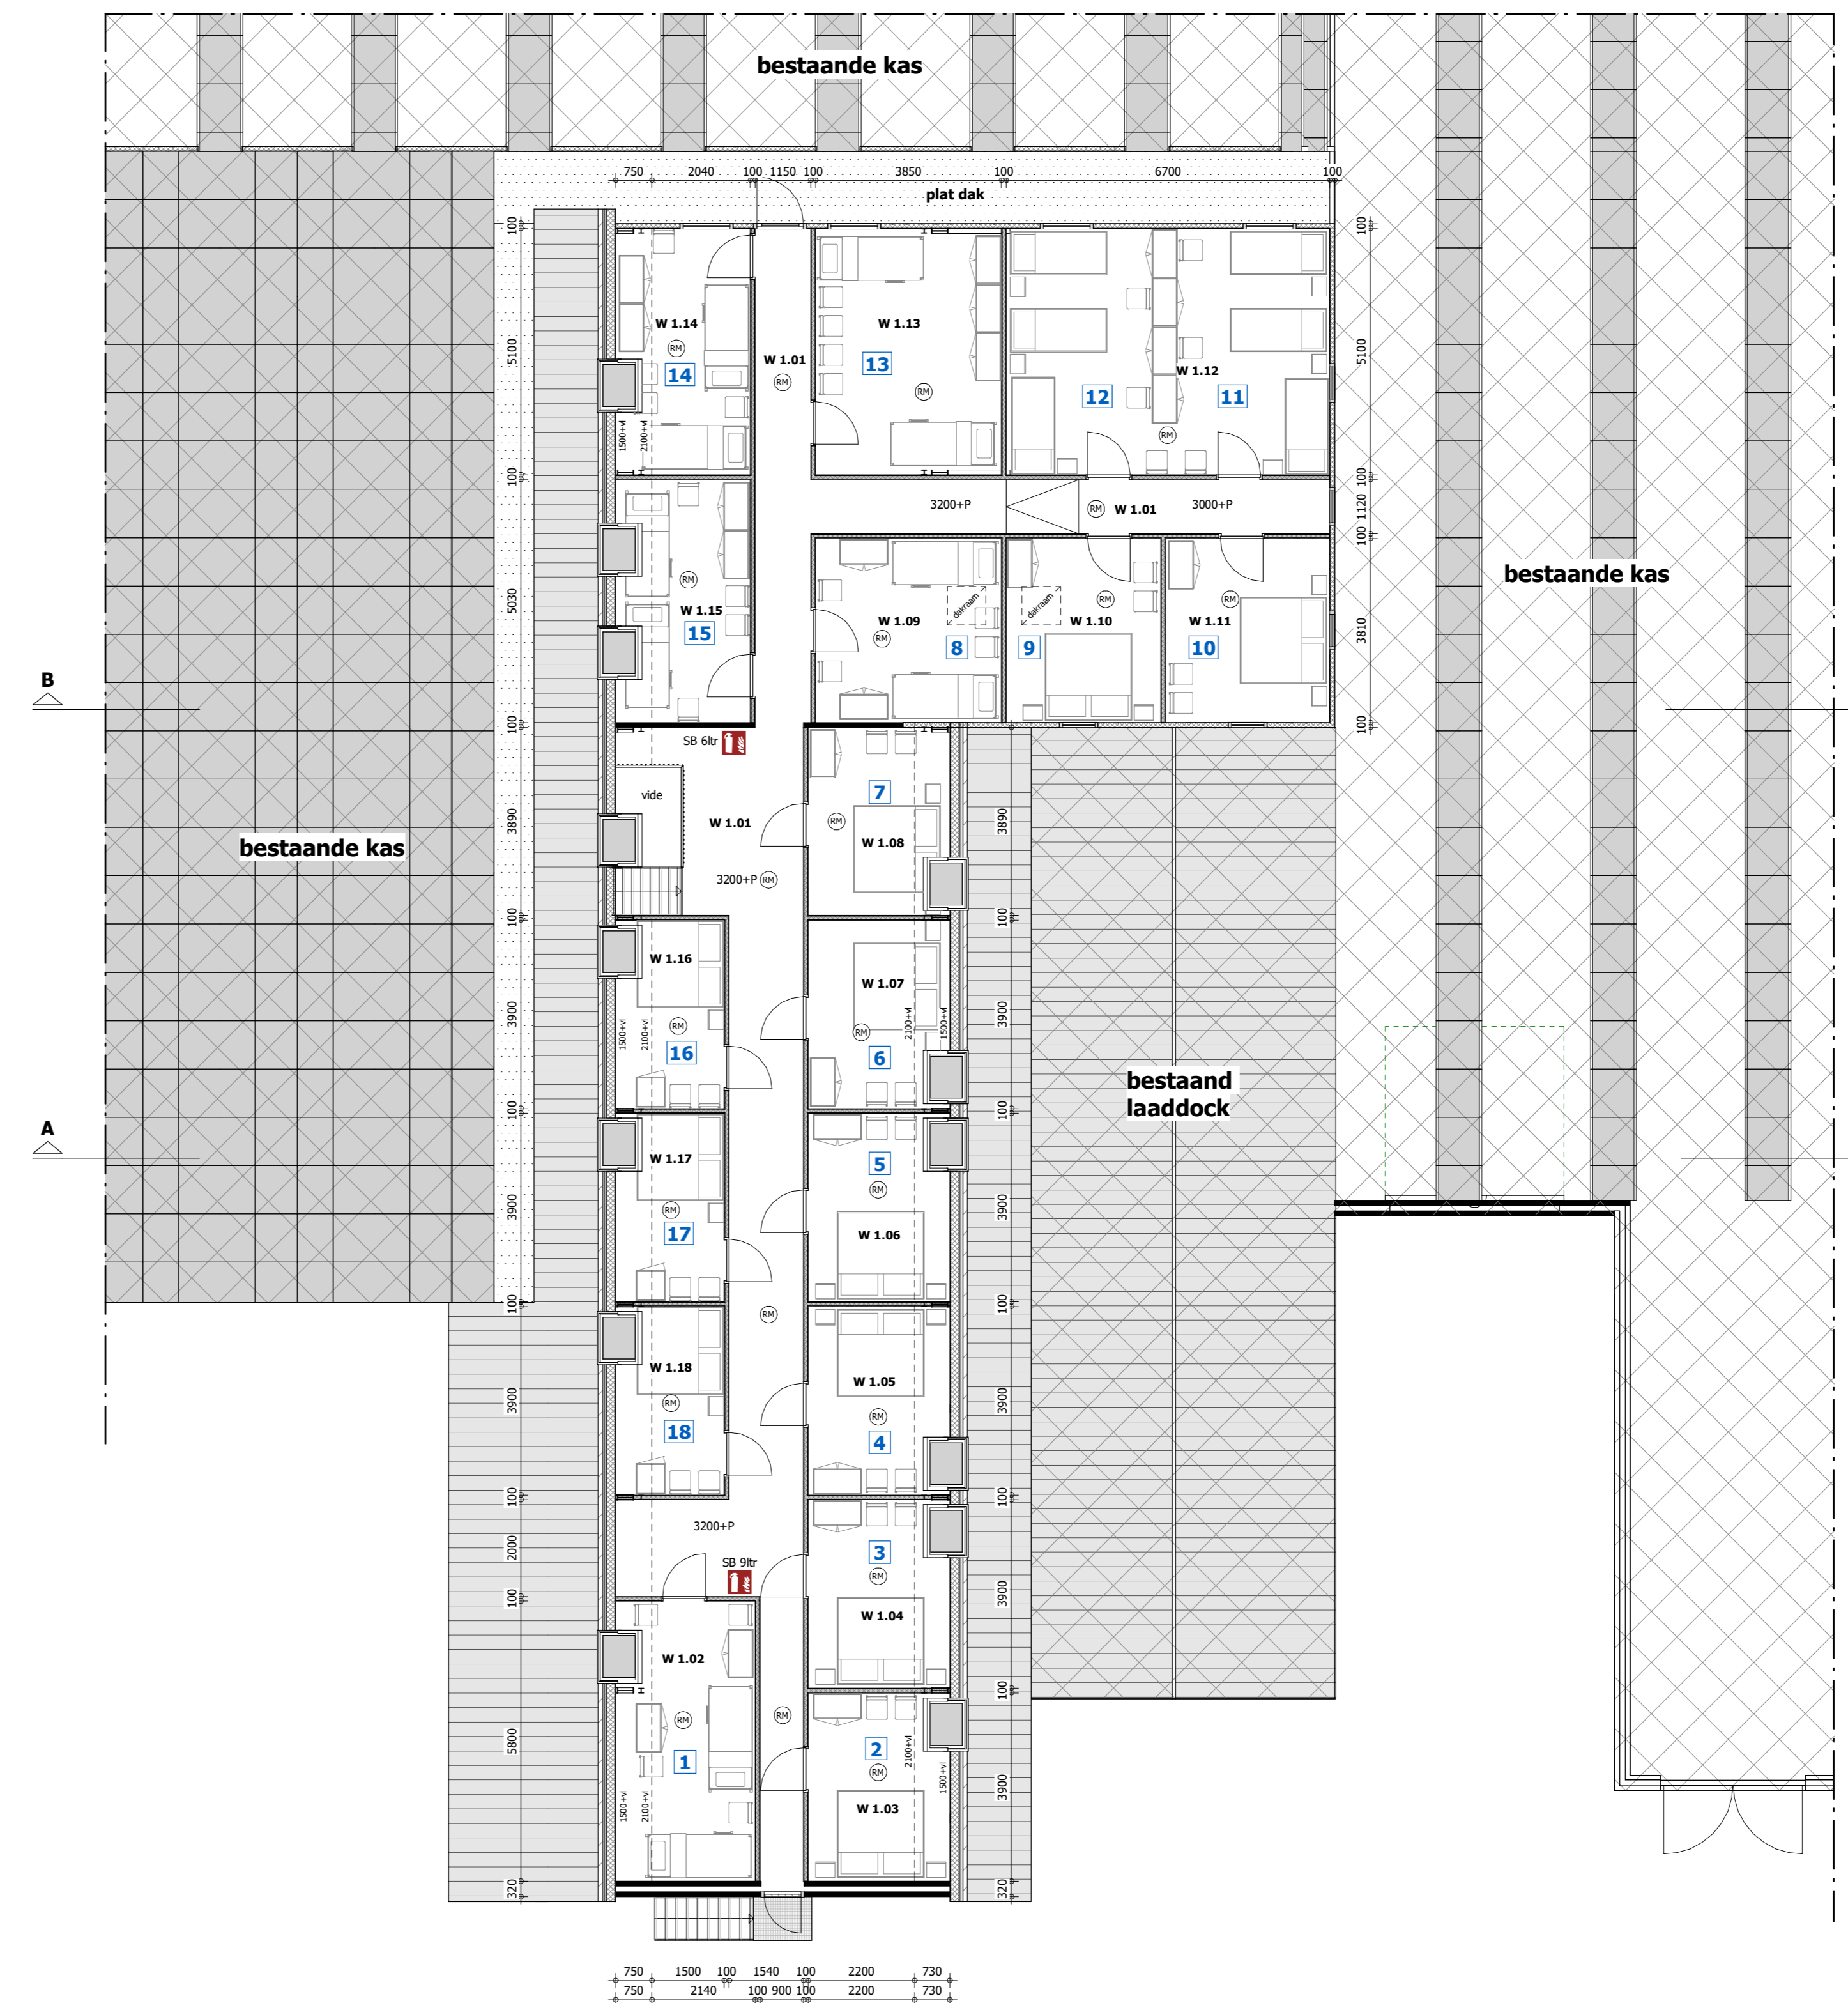 bestaande kas
750 2040 100 1150 100 3850 100 6700 100
plat dak
100 100
W 1.14 W 1.01 W 1.13 W 1.12
RM RM RM RM
14 13 12 11
5100 5100
1500+vl 2100+vl
100 100
3200+P RM W 1.01 3000+P
1120
100 100
bestaande kas
5030 3810
RM W 1.15 15
W 1.09 RM dakraam 8
dakraam RM W 1.10 9
RM W 1.11 10
B
100 100
SB 6ltr
vide
W 1.01
3200+P RM
7
RM
W 1.08
3890 3890
bestaande kas
100 100
W 1.16
RM
16
1500+vl 2100+vl
W 1.07
RM
6
2100+vl 1500+vl
3900 3900
bestaand
laaddock
100 100
A
W 1.17
RM
17
5
RM
W 1.06
3900 3900
100 100
RM
W 1.18
RM
18
W 1.05
RM
4
3900 3900
100 100
3200+P
SB 9ltr
2000
100
3
RM
W 1.04
3900
100
W 1.02
RM
1
1500+vl 2100+vl
5800
RM
2
RM
W 1.03
2100+vl 1500+vl
3900
320 320
750 1500 100 1540 100 2200 730
750 2140 100 900 100 2200 730